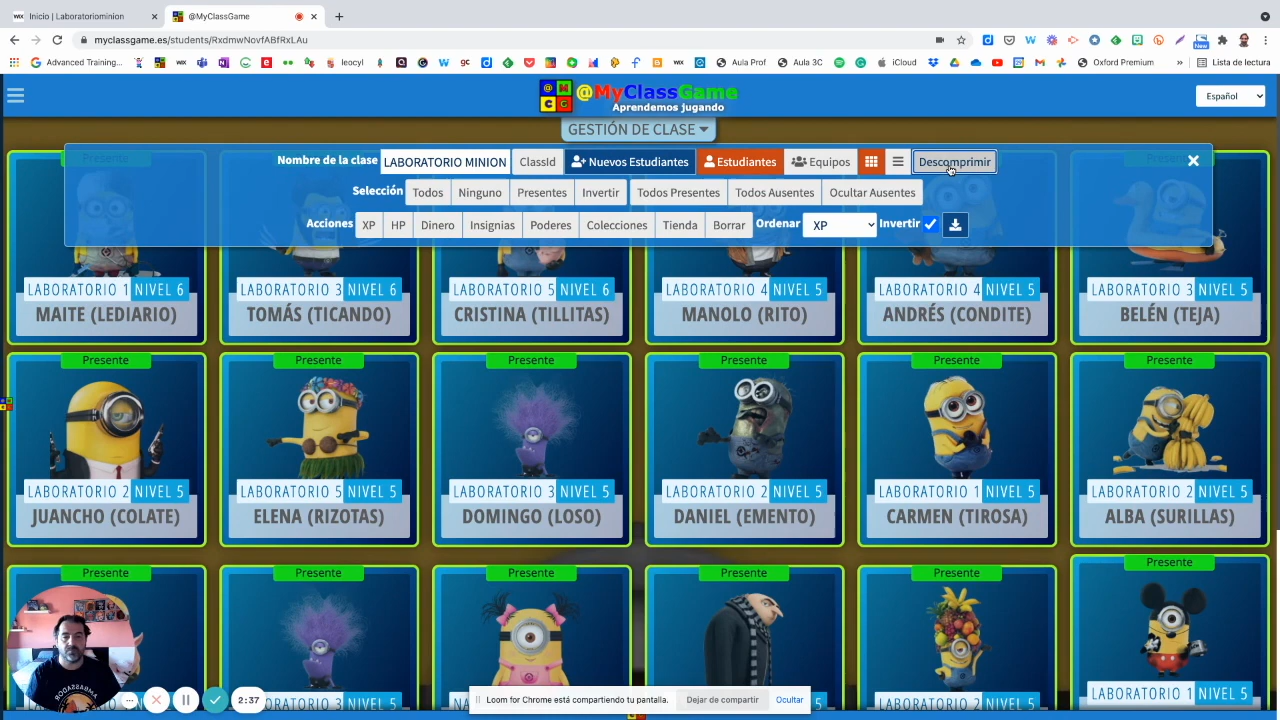 Inicio | Laboratoriominion
@MyClassGame
myclassgame.es/students/RxdmwNovfABfRxLAu
Advanced Training... leocyl Aula Prof Aula 3C iCloud Oxford Premium » Lista de lectura
@MyClassGame
Aprendemos jugando
Español
GESTIÓN DE CLASE
Nombre de la clase LABORATORIO MINION ClassId Nuevos Estudiantes Estudiantes Equipos Descomprimir
Selección Todos Ninguno Presentes Invertir Todos Presentes Todos Ausentes Ocultar Ausentes
Acciones XP HP Dinero Insignias Poderes Colecciones Tienda Borrar Ordenar XP Invertir
LABORATORIO 1 NIVEL 6 LABORATORIO 3 NIVEL 6 LABORATORIO 5 NIVEL 6 LABORATORIO 4 NIVEL 5 LABORATORIO 4 NIVEL 5 LABORATORIO 3 NIVEL 5
MAITE (LEDIARIO) TOMÁS (TICANDO) CRISTINA (TILLITAS) MANOLO (RITO) ANDRÉS (CONDITE) BELÉN (TEJA)
Presente Presente Presente Presente Presente Presente
LABORATORIO 2 NIVEL 5 LABORATORIO 5 NIVEL 5 LABORATORIO 3 NIVEL 5 LABORATORIO 2 NIVEL 5 LABORATORIO 1 NIVEL 5 LABORATORIO 2 NIVEL 5
JUANCHO (COLATE) ELENA (RIZOTAS) DOMINGO (LOSO) DANIEL (EMENTO) CARMEN (TIROSA) ALBA (SURILLAS)
Presente Presente Presente Presente Presente Presente
LABORATORIO 1 NIVEL 5
2:37
Loom for Chrome está compartiendo tu pantalla. Dejar de compartir Ocultar